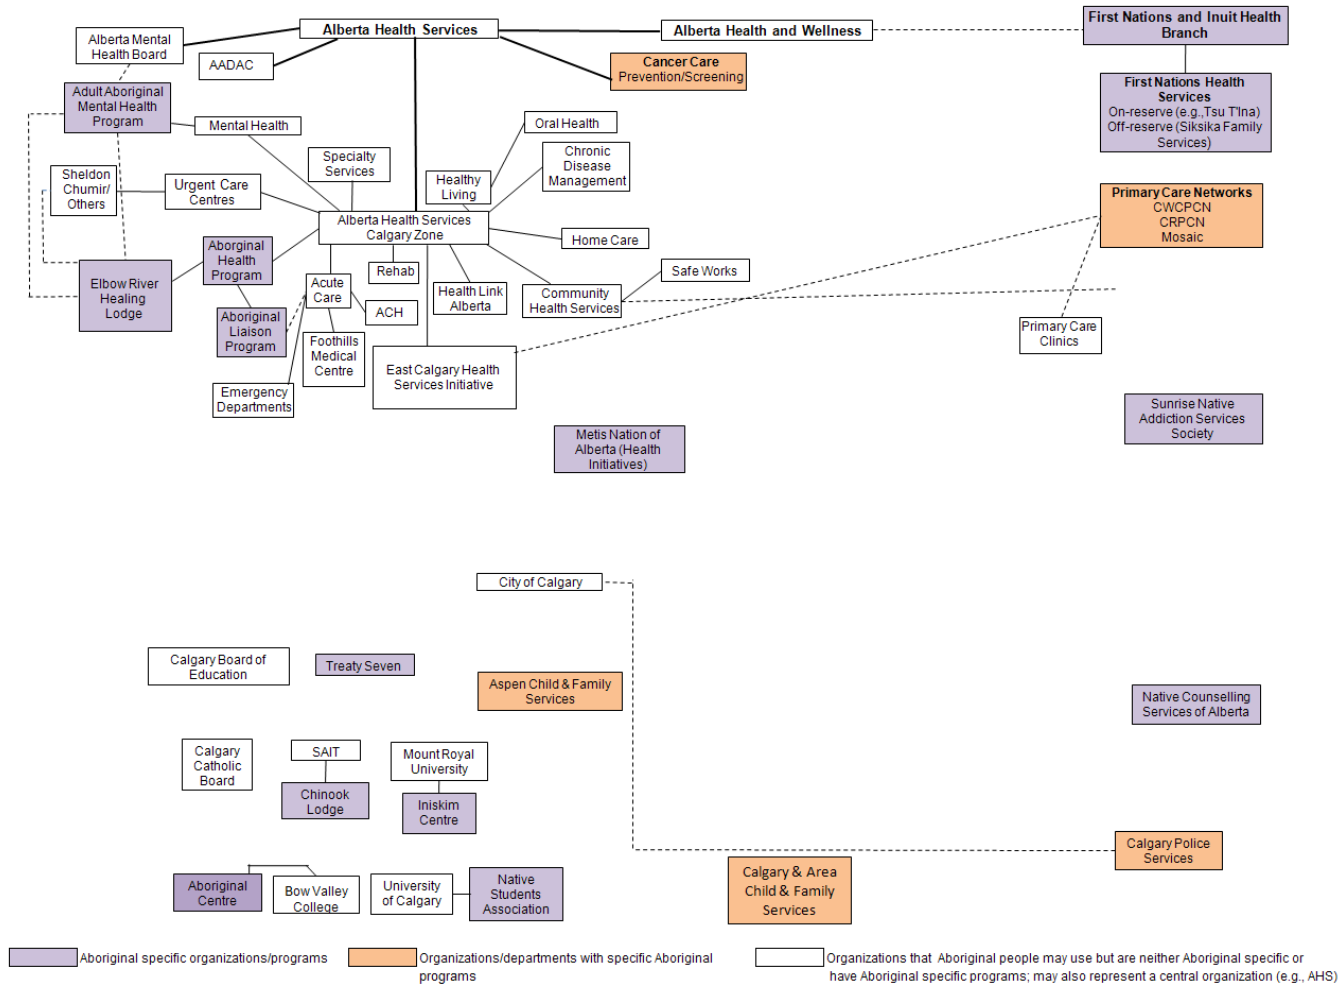 Alberta Health Services
Alberta Health and Wellness
First Nations and Inuit Health
Branch
Alberta Mental
Health Board
AADAC
Cancer Care
Prevention/Screening
First Nations Health
Services
On-reserve (e.g.,Tsu T'Ina)
Off-reserve (Siksika Family
Services)
Adult Aboriginal
Mental Health
Program
Mental Health
Oral Health
Specialty
Services
Chronic
Disease
Management
Sheldon
Chumir/
Others
Urgent Care
Centres
Healthy
Living
Primary Care Networks
CWCPCN
CRPCN
Mosaic
Alberta Health Services
Calgary Zone
Home Care
Aborginal
Health
Program
Rehab
Safe Works
Elbow River
Healing
Lodge
Acute
Care
ACH
Health Link
Alberta
Community
Health Services
Aboriginal
Liaison
Program
Foothills
Medical
Centre
Primary Care
Clinics
East Calgary Health
Services Initiative
Emergency
Departments
Sunrise Native
Addiction Services
Society
Metis Nation of
Alberta (Health
Initiatives)
City of Calgary
Calgary Board of
Education
Treaty Seven
Aspen Child & Family
Services
Native Counselling
Services of Alberta
Calgary
Catholic
Board
SAIT
Mount Royal
University
Chinook
Lodge
Iniskim
Centre
Calgary Police
Services
Aboriginal
Centre
Bow Valley
College
University
of Calgary
Native
Students
Association
Calgary & Area
Child & Family
Services
Aboriginal specific organizations/programs
Organizations/departments with specific Aboriginal
programs
Organizations that Aboriginal people may use but are neither Aboriginal specific or
have Aboriginal specific programs; may also represent a central organization (e.g., AHS)